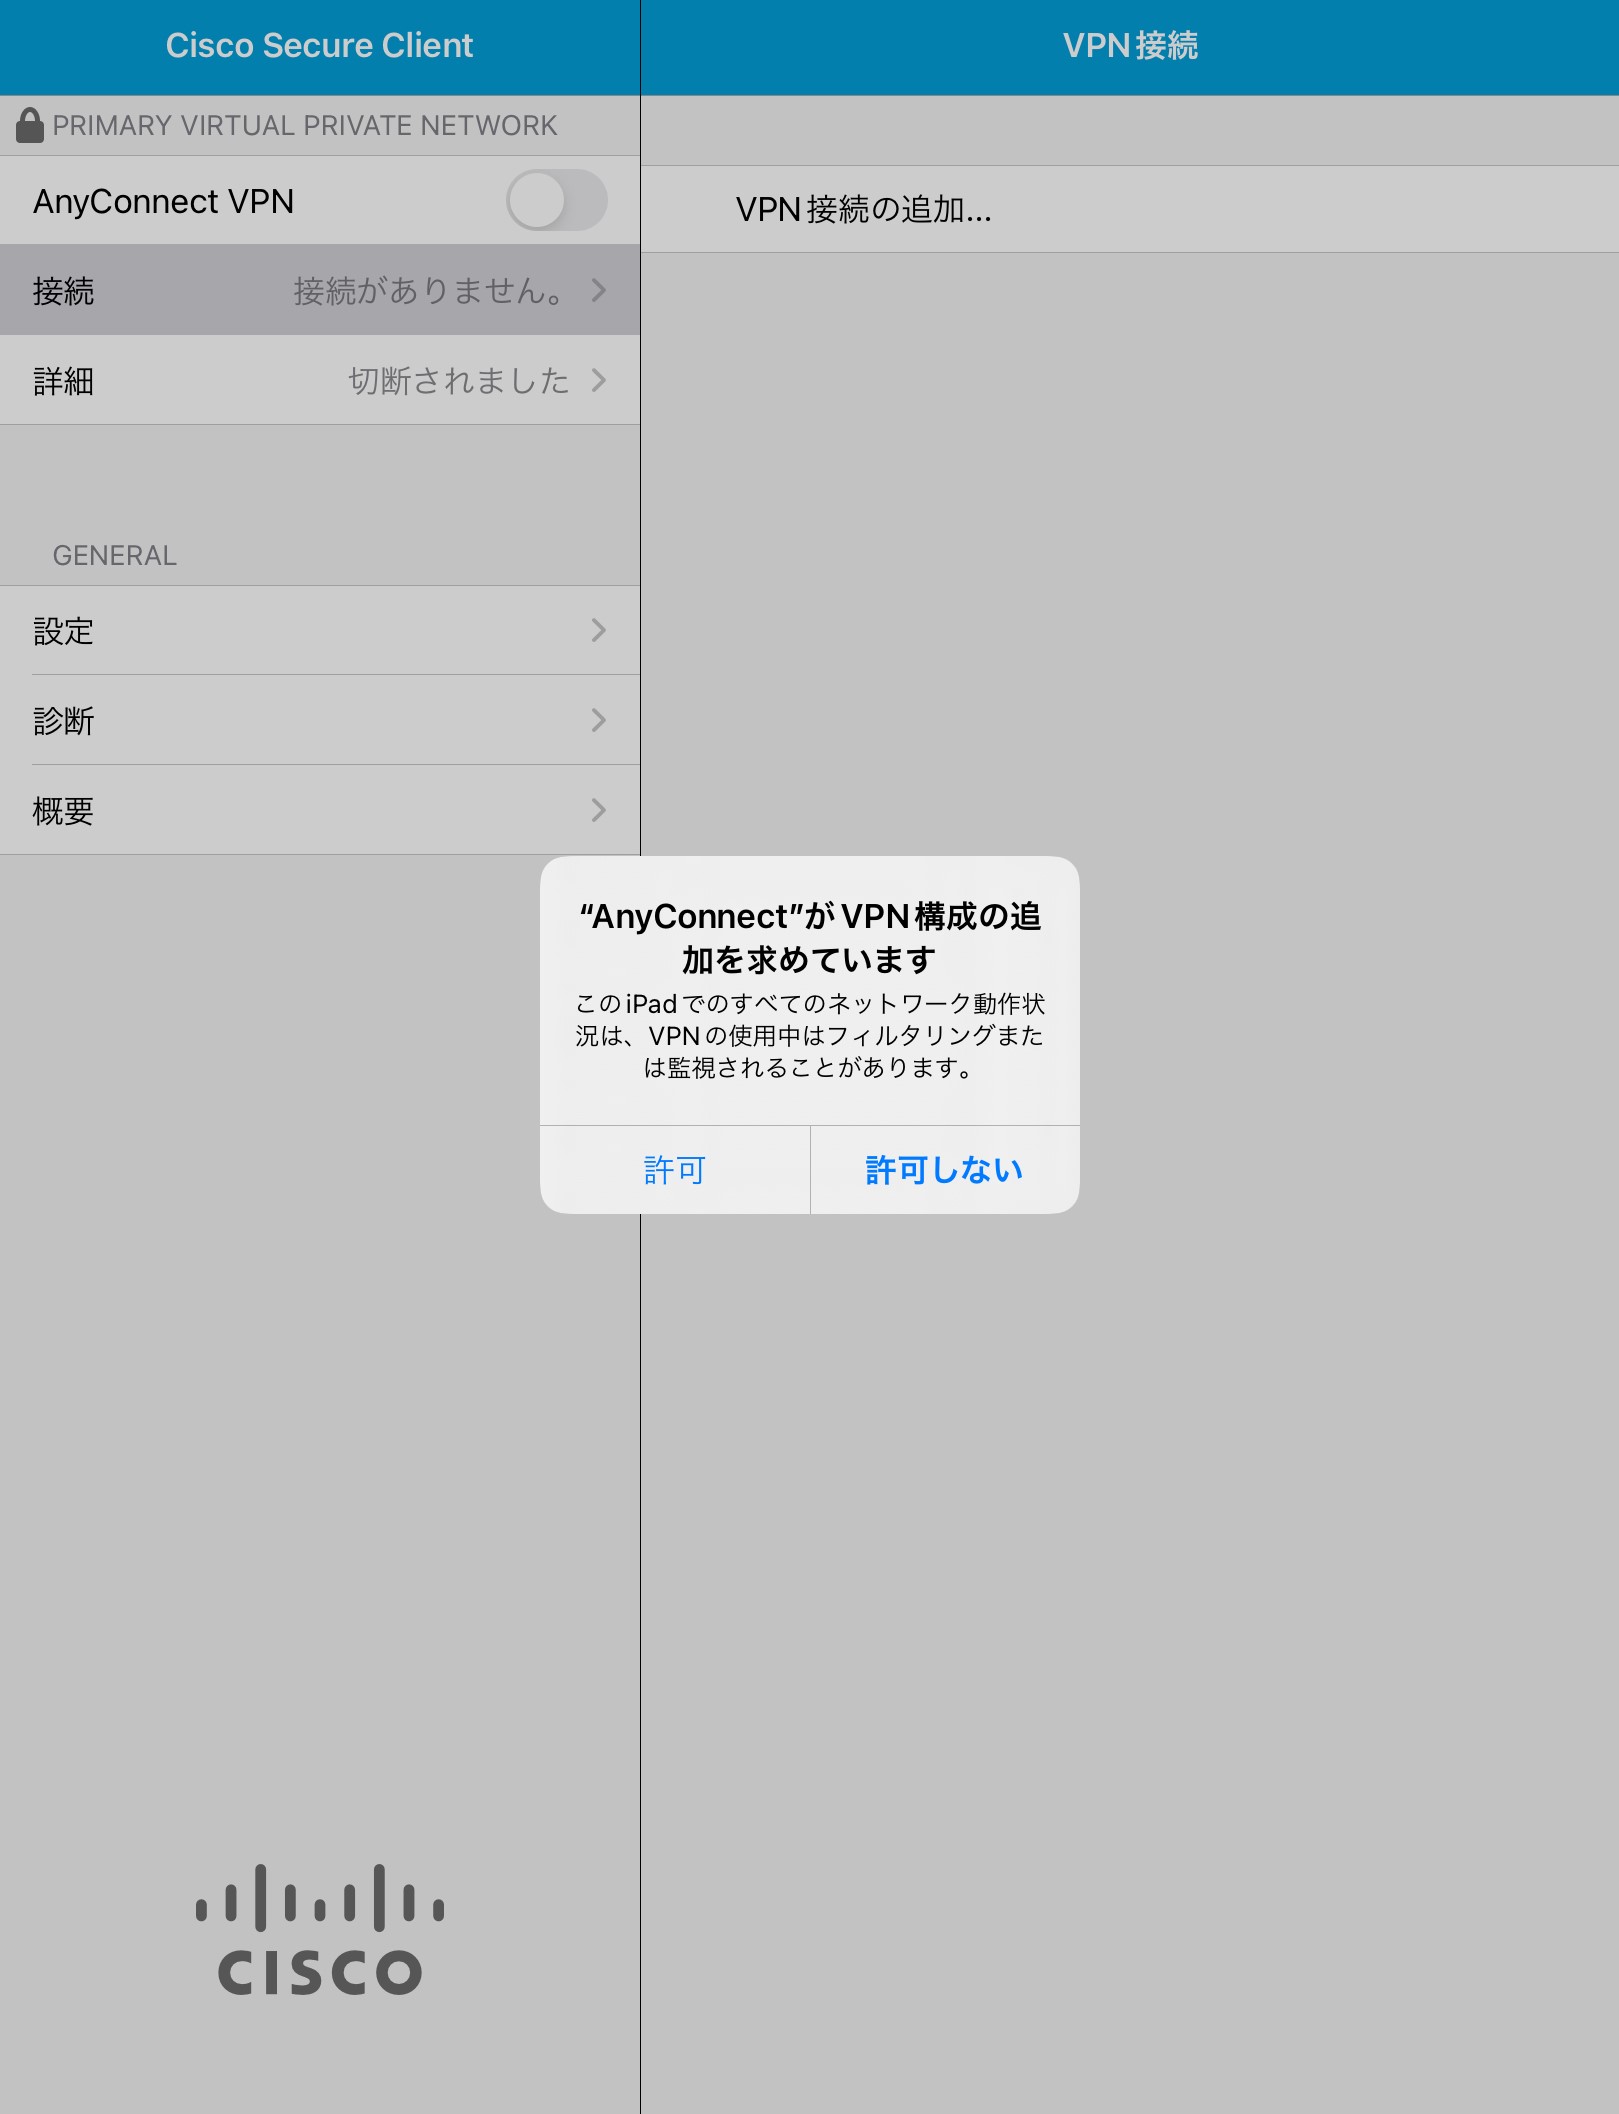 Cisco Secure Client
VPN接続
PRIMARY VIRTUAL PRIVATE NETWORK
AnyConnect VPN
VPN接続の追加...
接続 接続がありません。
詳細 切断されました
GENERAL
設定
診断
概要
“AnyConnect”がVPN構成の追
加を求めています
このiPadでのすべてのネットワーク動作状
況は、VPNの使用中はフィルタリングまた
は監視されることがあります。
許可 許可しない
CISCO